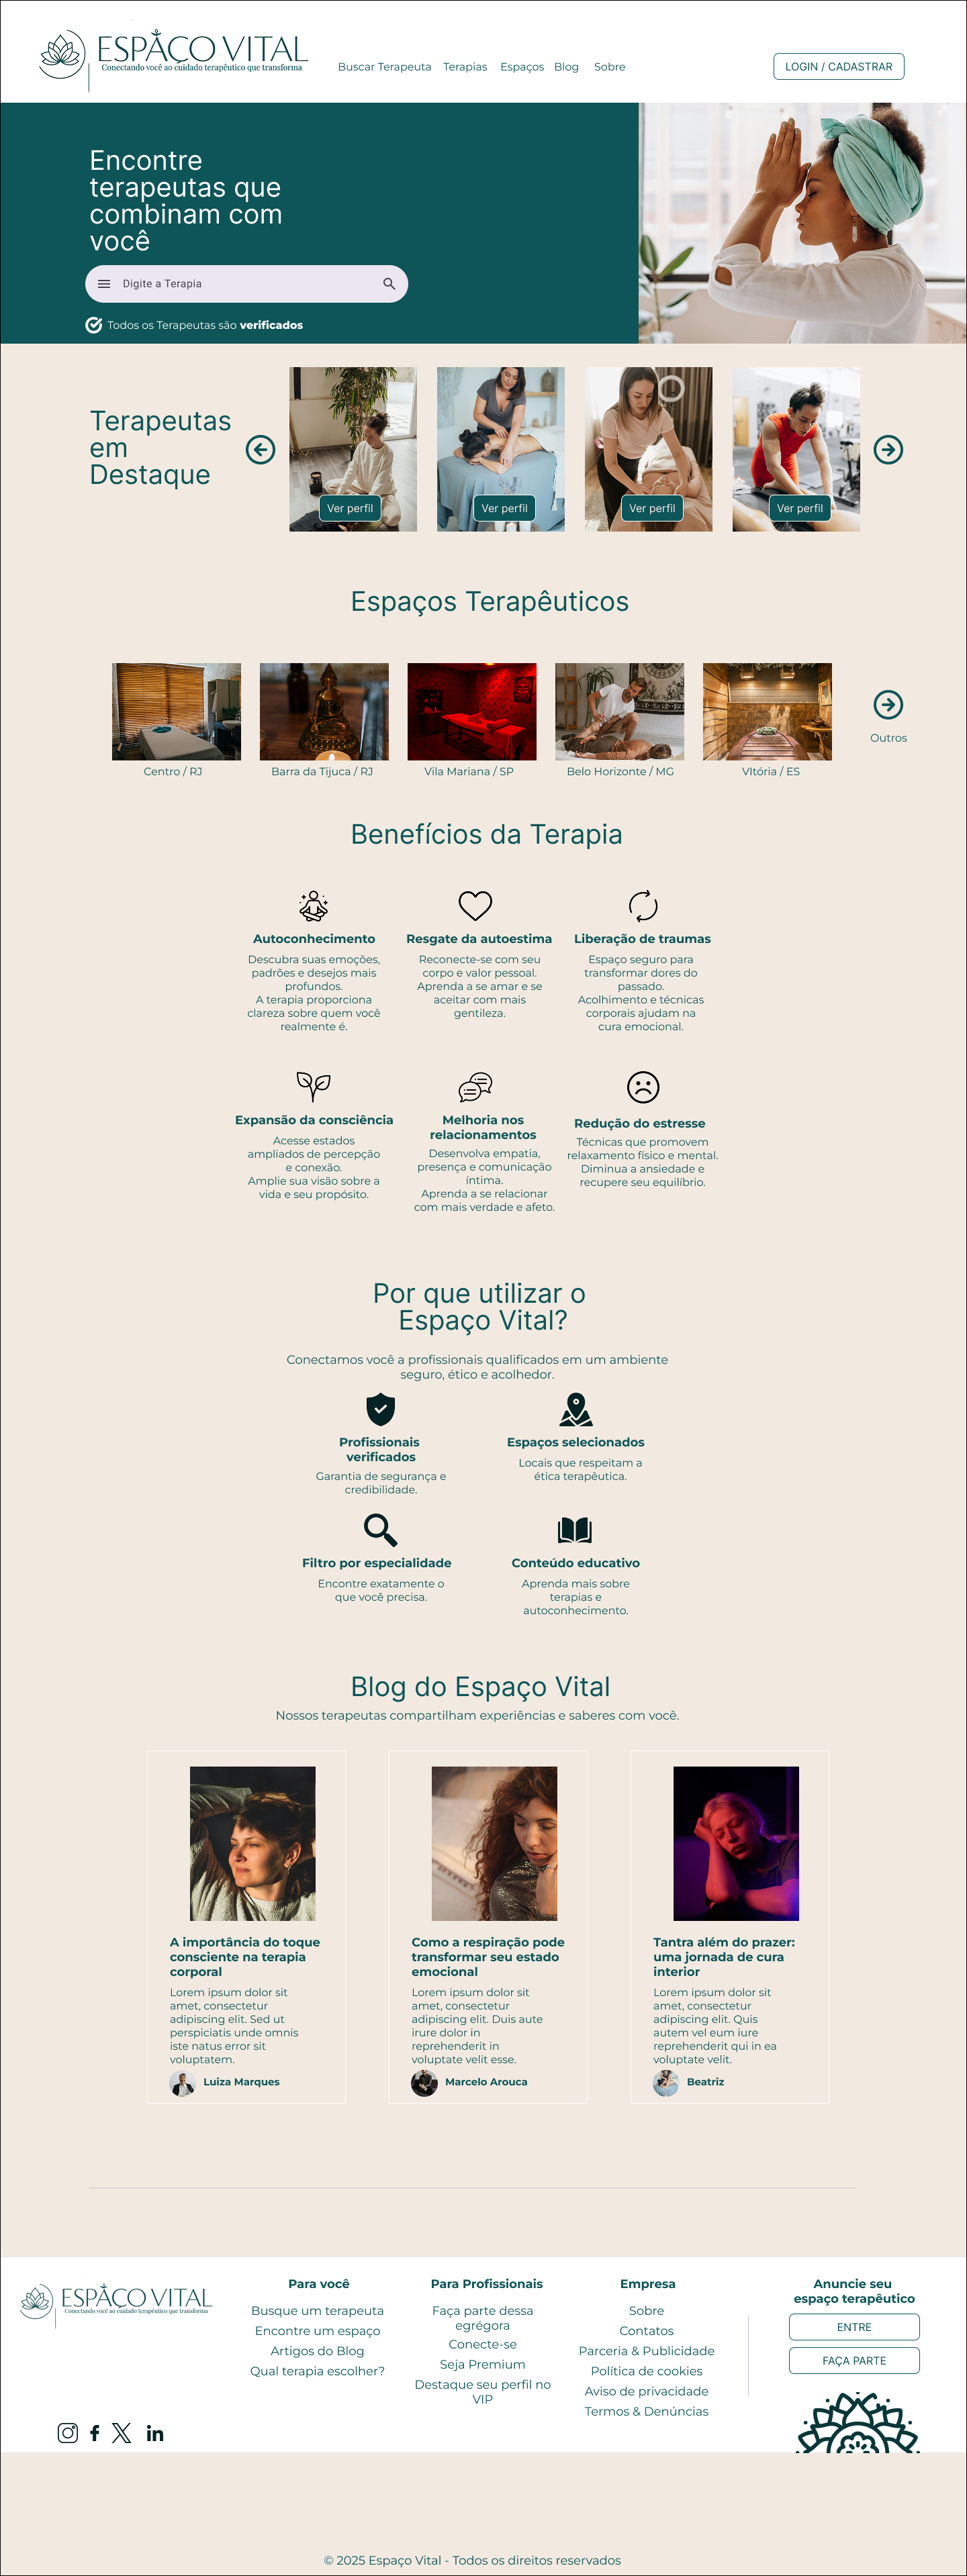 ESPAÇO VITAL
Conectando você ao cuidado terapêutico que transforma
Buscar Terapeuta Terapias Espaços Blog Sobre
LOGIN / CADASTRAR
Encontre
terapeutas que
combinam com
você
Digite a Terapia
Todos os Terapeutas são verificados
Terapeutas
em
Destaque
Ver perfil
Ver perfil
Ver perfil
Ver perfil
Espaços Terapêuticos
Centro / RJ
Barra da Tijuca / RJ
Vila Mariana / SP
Belo Horizonte / MG
VItória / ES
Outros
Benefícios da Terapia
Autoconhecimento
Descubra suas emoções,
padrões e desejos mais
profundos.
A terapia proporciona
clareza sobre quem você
realmente é.
Resgate da autoestima
Reconecte-se com seu
corpo e valor pessoal.
Aprenda a se amar e se
aceitar com mais
gentileza.
Liberação de traumas
Espaço seguro para
transformar dores do
passado.
Acolhimento e técnicas
corporais ajudam na
cura emocional.
Expansão da consciência
Acesse estados
ampliados de percepção
e conexão.
Amplie sua visão sobre a
vida e seu propósito.
Melhoria nos
relacionamentos
Desenvolva empatia,
presença e comunicação
íntima.
Aprenda a se relacionar
com mais verdade e afeto.
Redução do estresse
Técnicas que promovem
relaxamento físico e mental.
Diminua a ansiedade e
recupere seu equilíbrio.
Por que utilizar o
Espaço Vital?
Conectamos você a profissionais qualificados em um ambiente
seguro, ético e acolhedor.
Profissionais
verificados
Garantia de segurança e
credibilidade.
Espaços selecionados
Locais que respeitam a
ética terapêutica.
Filtro por especialidade
Encontre exatamente o
que você precisa.
Conteúdo educativo
Aprenda mais sobre
terapias e
autoconhecimento.
Blog do Espaço Vital
Nossos terapeutas compartilham experiências e saberes com você.
A importância do toque
consciente na terapia
corporal
Lorem ipsum dolor sit
amet, consectetur
adipiscing elit. Sed ut
perspiciatis unde omnis
iste natus error sit
voluptatem.
Luiza Marques
Como a respiração pode
transformar seu estado
emocional
Lorem ipsum dolor sit
amet, consectetur
adipiscing elit. Duis aute
irure dolor in
reprehenderit in
voluptate velit esse.
Marcelo Arouca
Tantra além do prazer:
uma jornada de cura
interior
Lorem ipsum dolor sit
amet, consectetur
adipiscing elit. Quis
autem vel eum iure
reprehenderit qui in ea
voluptate velit.
Beatriz
ESPAÇO VITAL
Conectando você ao cuidado terapêutico que transforma
Para você
Busque um terapeuta
Encontre um espaço
Artigos do Blog
Qual terapia escolher?
Para Profissionais
Faça parte dessa
egrégora
Conecte-se
Seja Premium
Destaque seu perfil no
VIP
Empresa
Sobre
Contatos
Parceria & Publicidade
Política de cookies
Aviso de privacidade
Termos & Denúncias
Anuncie seu
espaço terapêutico
ENTRE
FAÇA PARTE
© 2025 Espaço Vital - Todos os direitos reservados